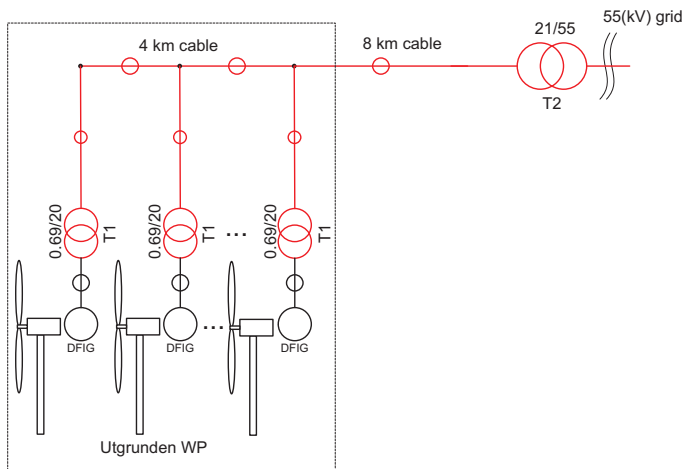 55(kV) grid
21/55
4 km cable
8 km cable
T2
0.69/20
T1
0.69/20
T1
...
0.69/20
T1
...
DFIG
DFIG
DFIG
Utgrunden WP